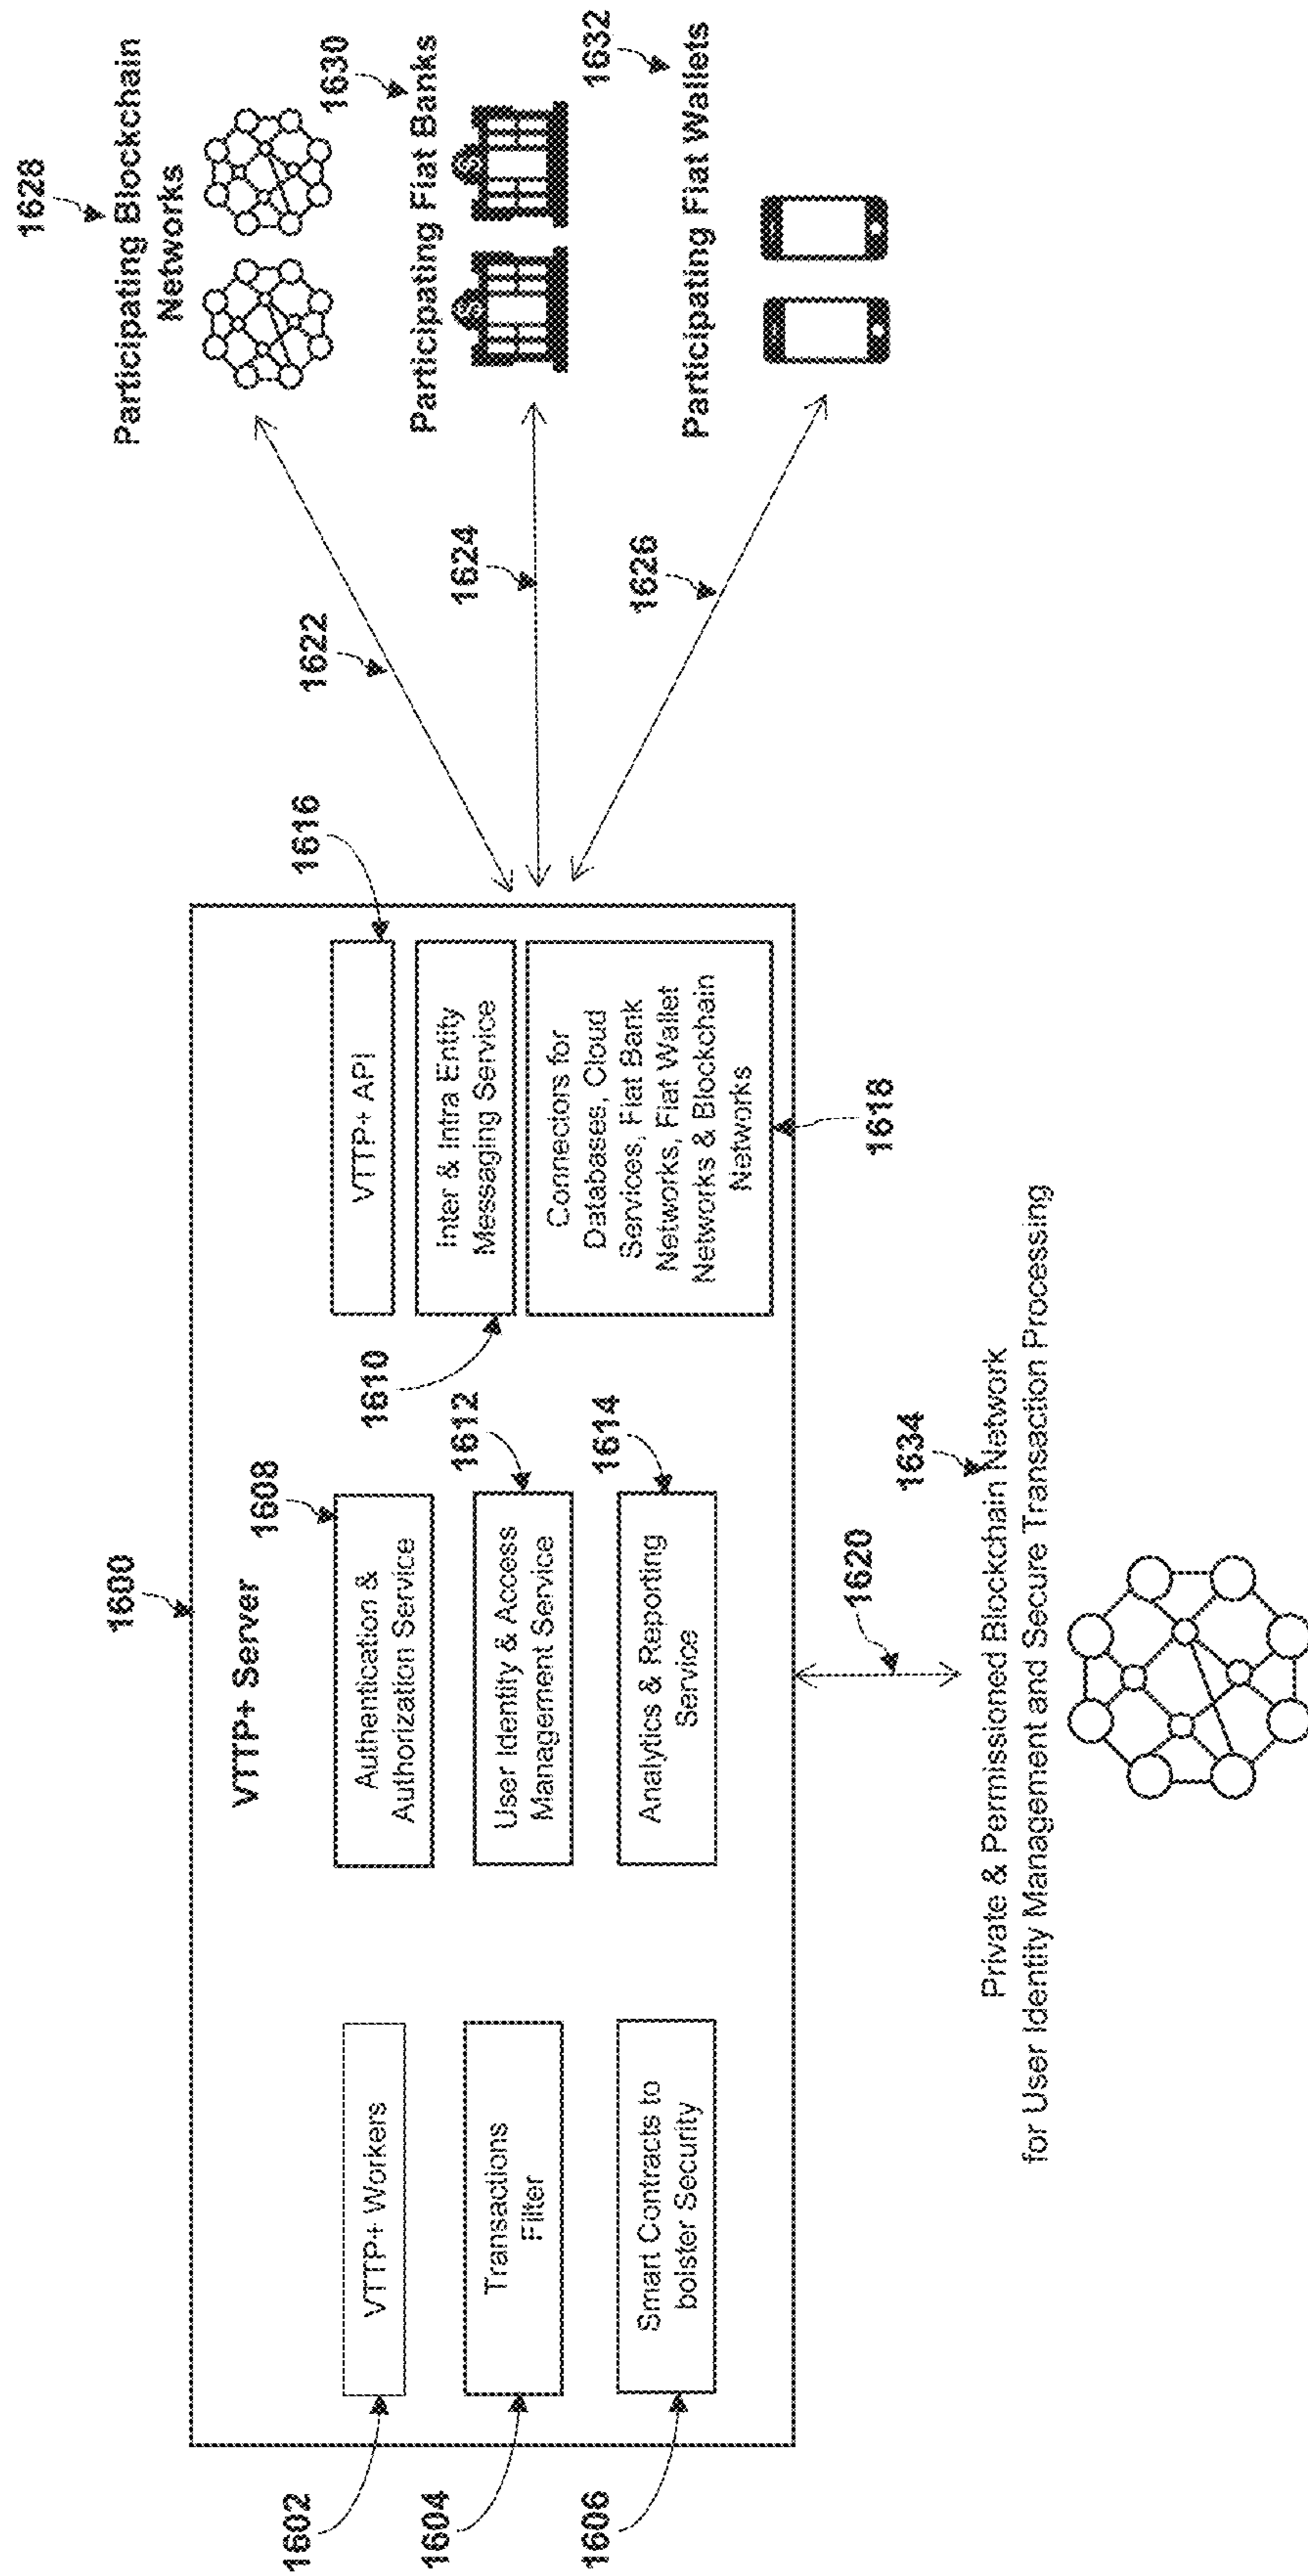 1600
VTTP+ Server
1602
VTTP+ Workers
1604
Transactions
Filter
1606
Smart Contracts to
bolster Security
1608
Authentication &
Authorization Service
1612
User Identity & Access
Management Service
1614
Analytics & Reporting
Service
1616
VTTP+ API
1610
Inter & Intra Entity
Messaging Service
Connectors for
Databases, Cloud
Services, Fiat Bank
Networks, Fiat Wallet
Networks & Blockchain
Networks
1618
1622
1624
1626
1628
Participating Blockchain
Networks
1630
Participating Fiat Banks
1632
Participating Fiat Wallets
1620
1634
Private & Permissioned Blockchain Network
for User Identity Management and Secure Transaction Processing